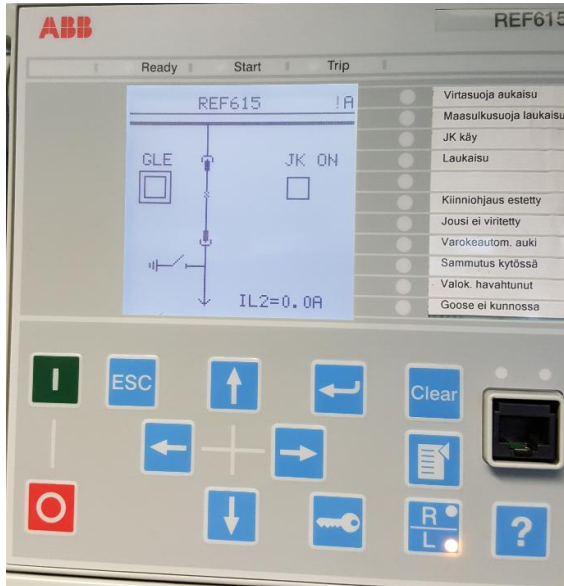 ABB
REF615
Ready Start Trip
REF615 !A
GLE JK ON
IL2=0.0A
Virtasuoja aukaisu
Maasulkusuoja laukaisu
JK käy
Laukaisu
Kiinniohjaus estetty
Jousi ei viritetty
Varokeautom. auki
Sammutus kytössä
Valok. havahtunut
Goose ei kunnossa
I
ESC
Clear
O
R
L
?